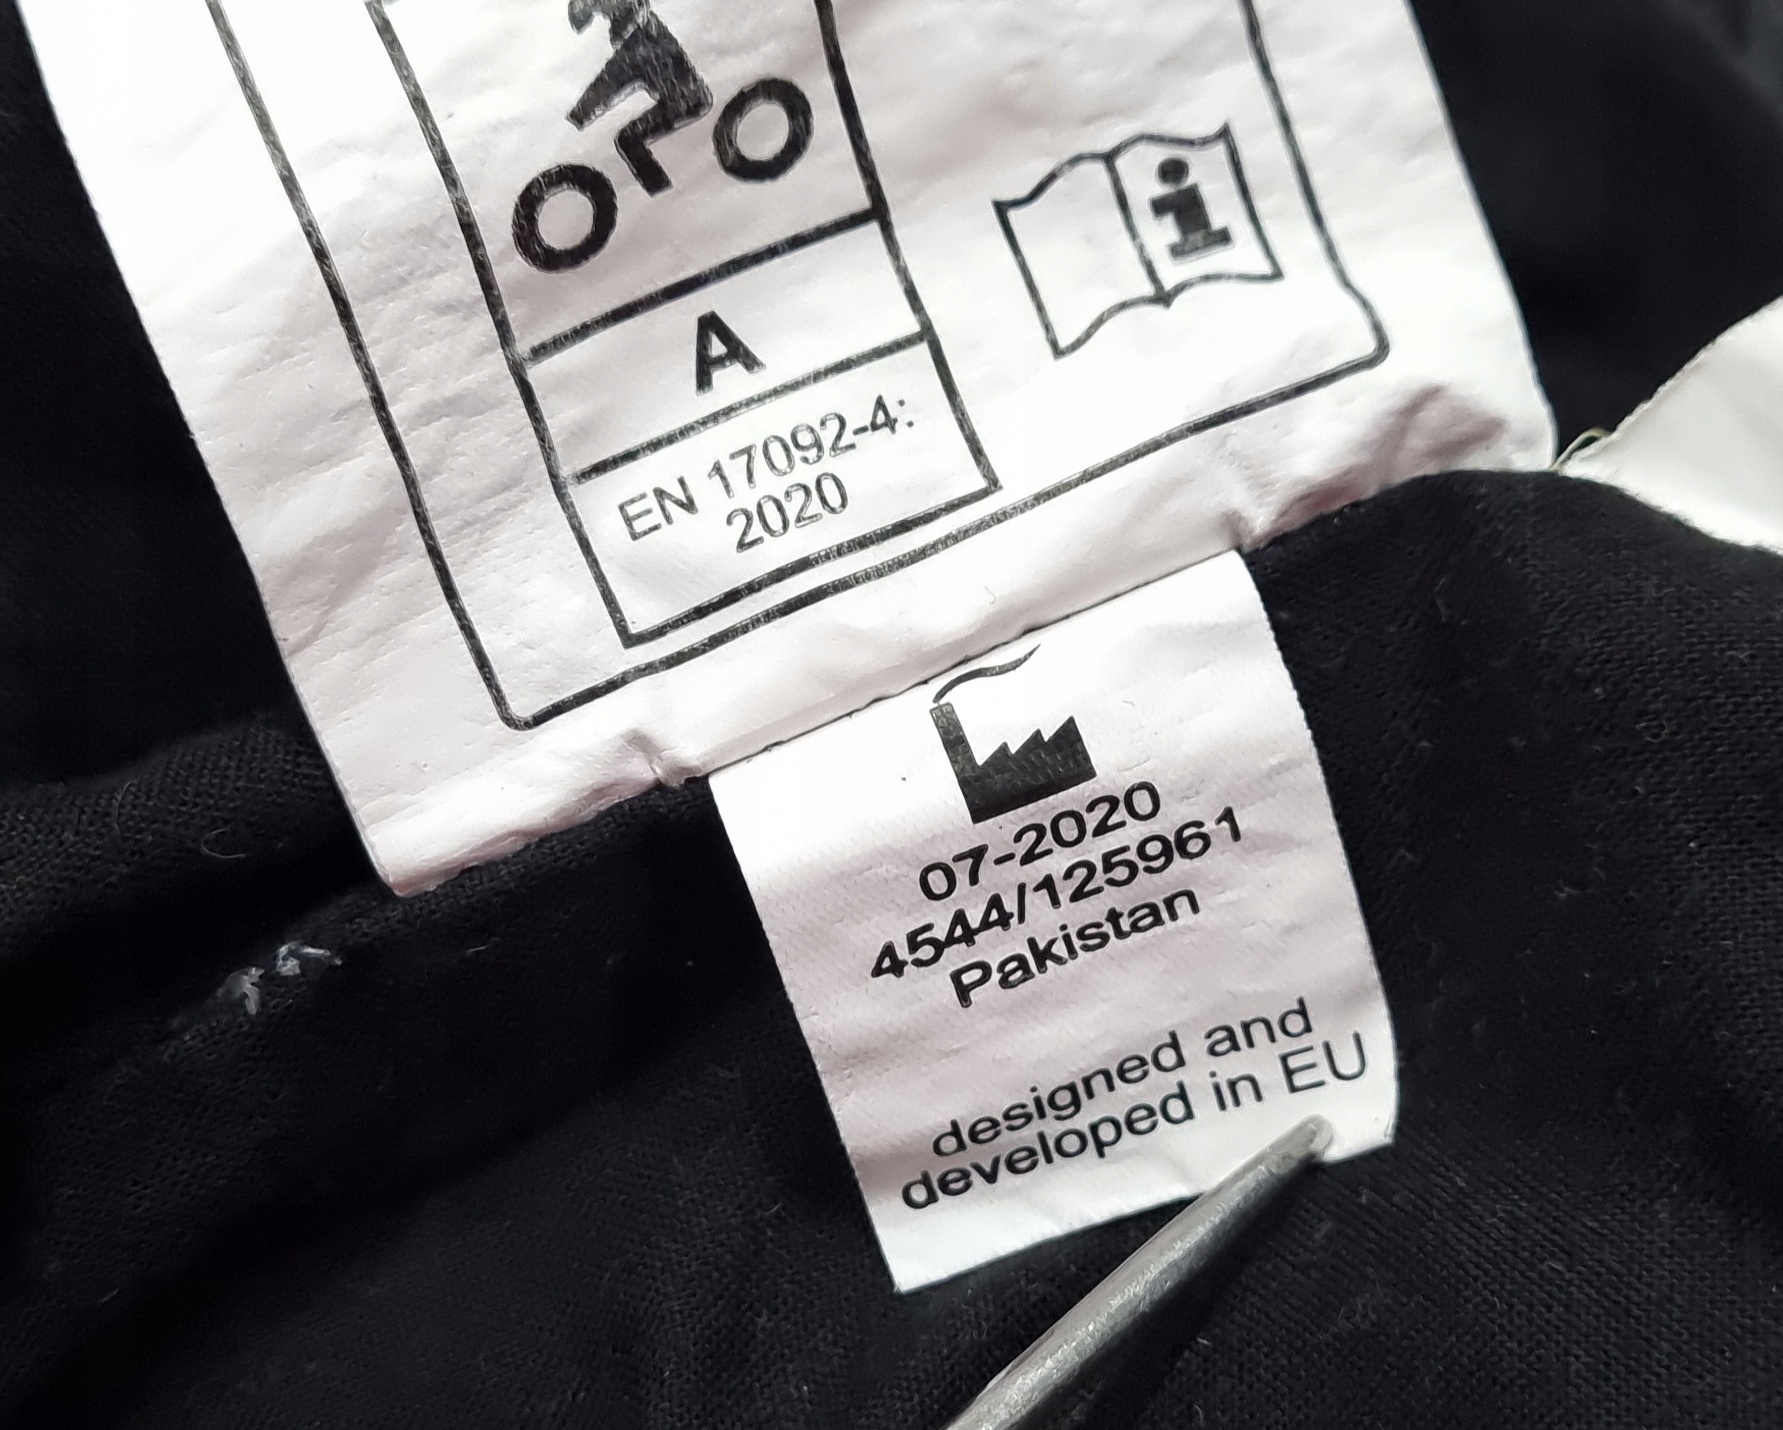 A
EN 17092-4:
2020
i
07-2020
4544/125961
Pakistan
designed and
developed in EU